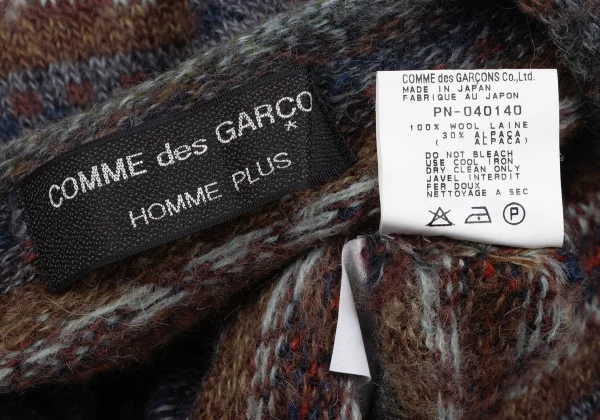 COMME des GARCO
HOMME PLUS
COMME des GARÇONS Co.,Ltd.
MADE IN JAPAN
FABRIQUE AU JAPON
PN-040140
100% WOOL LAINE
30% ALPACA
( ALPACA)
DO NOT BLEACH
USE COOL IRON
DRY CLEAN ONLY
JAVEL INTERDIT
FER DOUX
NETTOYAGE A SEC
P